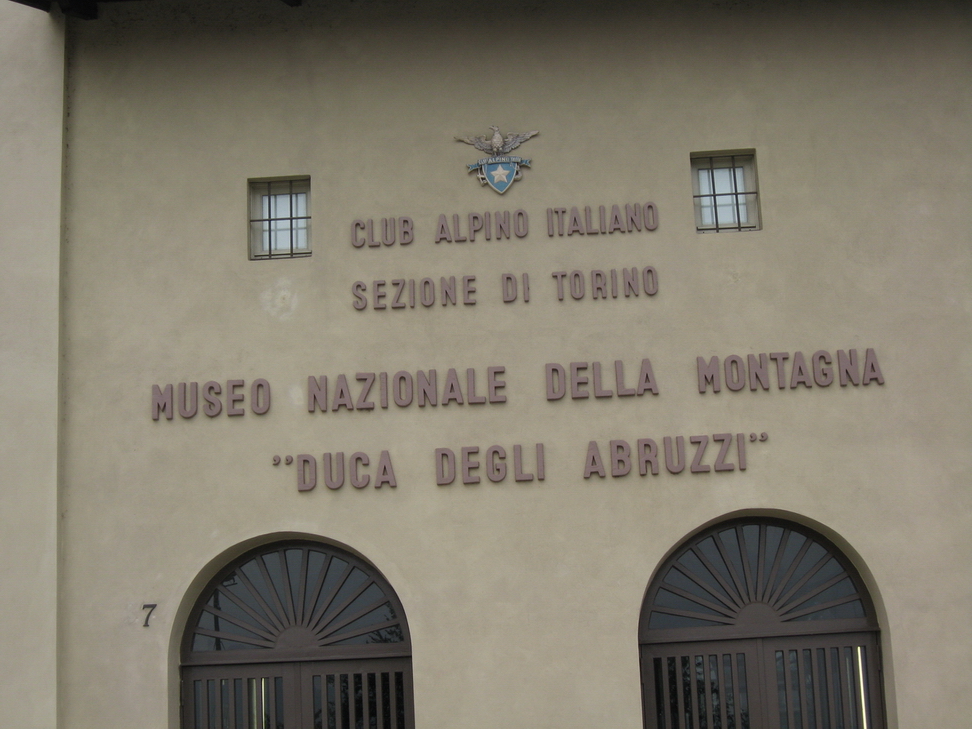 CLUB ALPINO ITALIANO
SEZIONE DI TORINO
MUSEO NAZIONALE DELLA MONTAGNA
”DUCA DEGLI ABRUZZI”
7